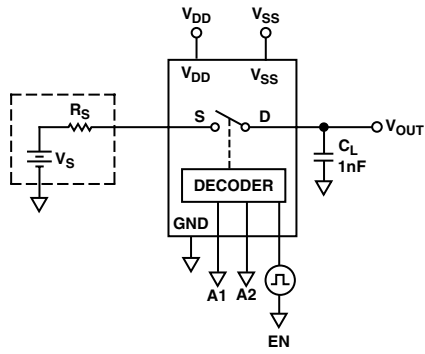 VDD VSS
VDD VSS
RS
S D
VOUT
VS
CL
1nF
DECODER
GND
A1 A2
EN